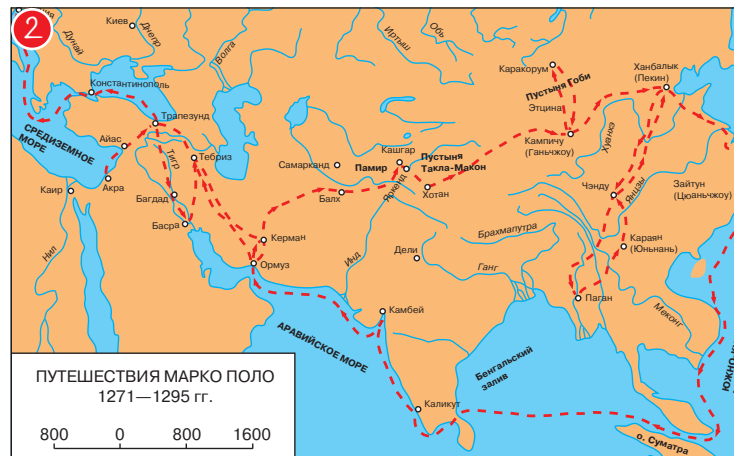 2
Киев
Днепр
Дунай
Волга
Иртыш
Обь
Каракорум
Пустыня Гоби
Этцина
Ханбалык
(Пекин)
Константинополь
Трапезунд
СРЕДИЗЕМНОЕ
МОРЕ
Айас
Акра
Каир
Нил
Тигр
Тебриз
Багдад
Басра
Самарканд
Кашгар
Памир
Пустыня
Такла-Макон
Яркенд
Хотан
Балх
Кампичу
(Ганьчжоу)
Хуанхэ
Чэнду
Янцзы
Зайтун
(Цюаньчжоу)
Керман
Ормуз
Инд
Дели
Брахмапутра
Ганг
Караян
(Юньнань)
Паган
Меконг
Камбей
АРАВИЙСКОЕ МОРЕ
Бенгальский
залив
Каликут
о. Суматра
ПУТЕШЕСТВИЯ МАРКО ПОЛО
1271—1295 гг.
800 0 800 1600